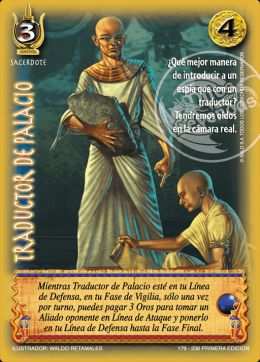 3
4
SACERDOTE
TRADUCTOR DE PALACIO
¿Qué mejor manera
de introducir a un
espía que con un
traductor?
Tendremos oídos
en la cámara real.
Mientras Traductor de Palacio esté en tu Línea
de Defensa, en tu Fase de Vigilia, sólo una vez
por turno, puedes pagar 3 Oros para tomar un
Aliado oponente en Línea de Ataque y ponerlo
en tu Línea de Defensa hasta la Fase Final.
ILUSTRADOR: WALDO RETAMALES
179 - 236 PRIMERA EDICION